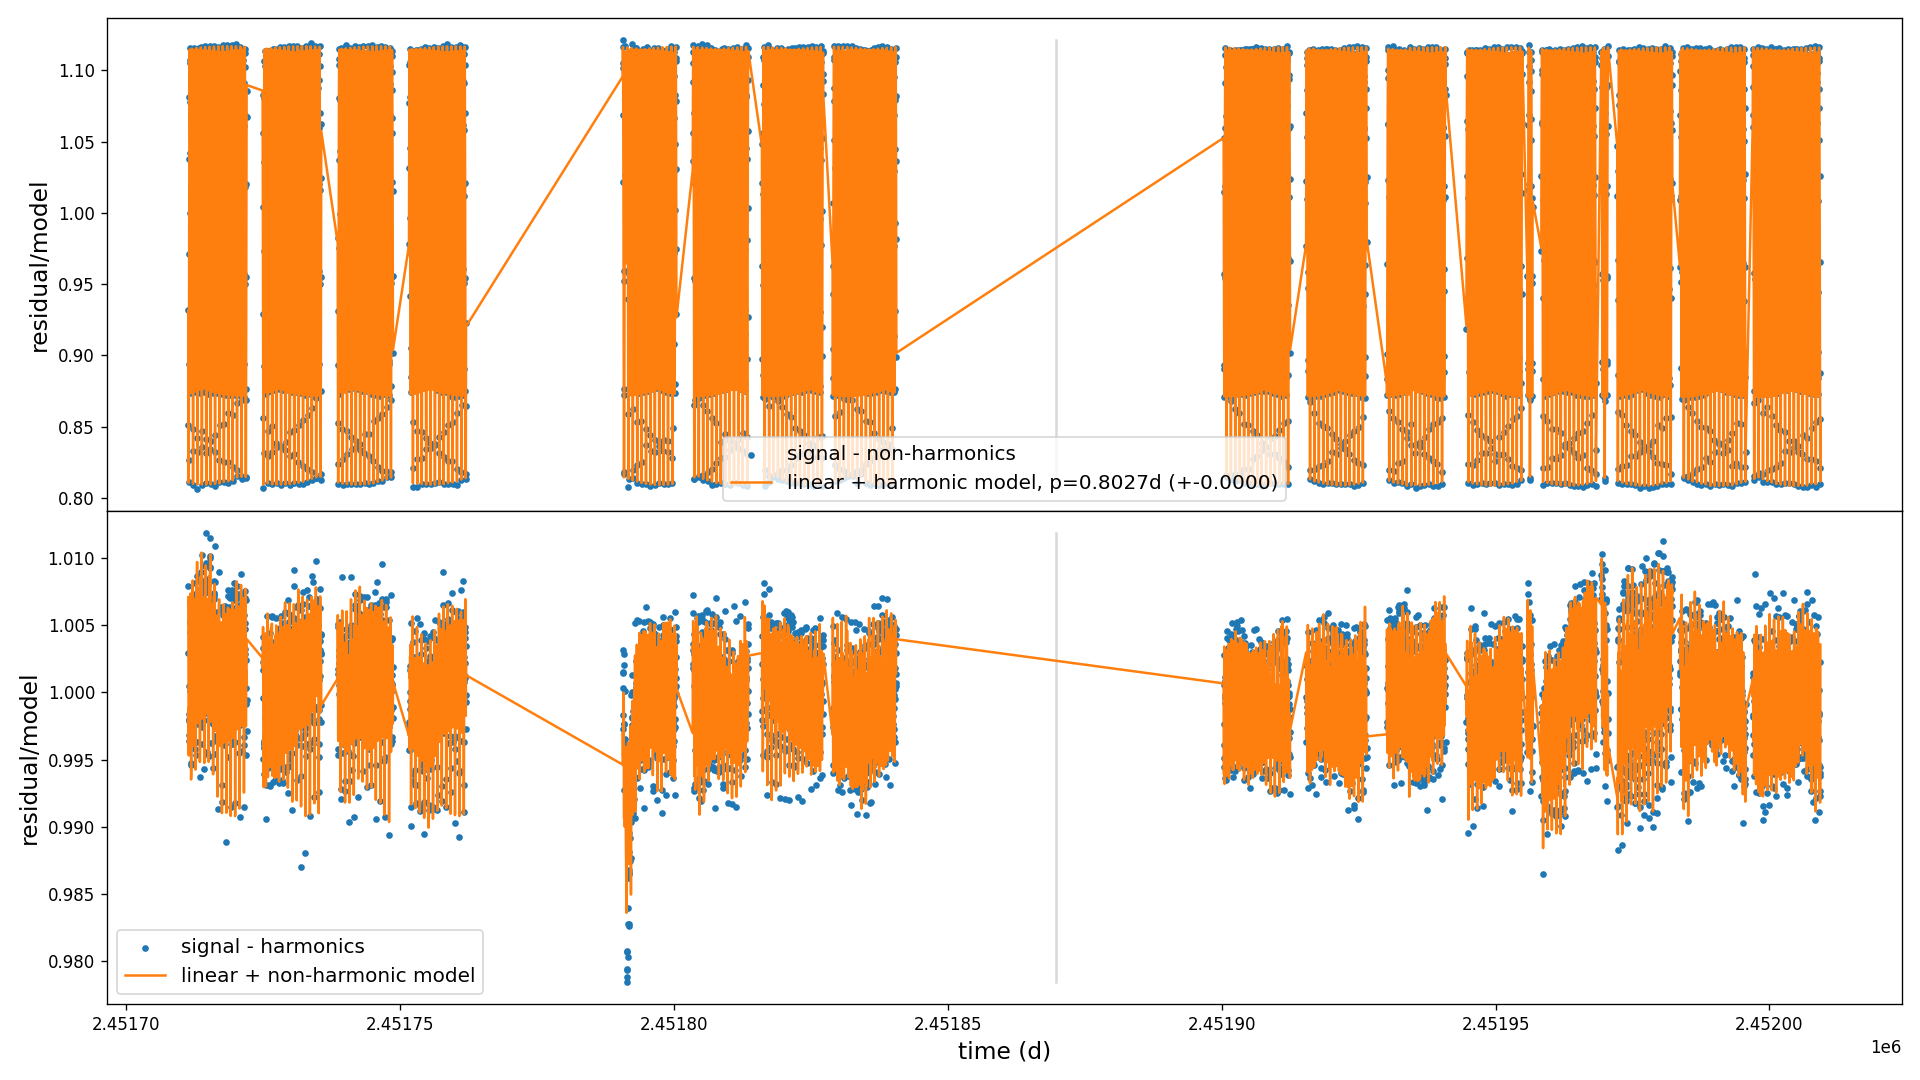 1.10
1.05
1.00
0.95
0.90
0.85
0.80
residual/model
signal - non-harmonics
linear + harmonic model, p=0.8027d (+-0.0000)
1.010
1.005
1.000
0.995
0.990
0.985
0.980
residual/model
signal - harmonics
linear + non-harmonic model
2.45170
2.45175
2.45180
2.45185
2.45190
2.45195
2.45200
1e6
time (d)